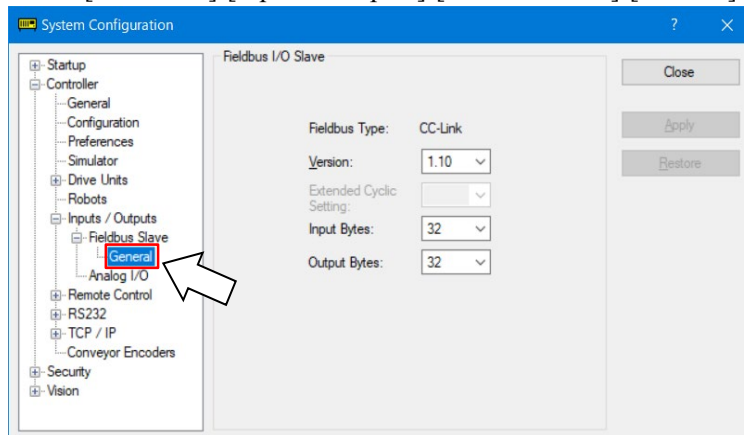 System Configuration
Startup
Controller
General
Configuration
Preferences
Simulator
Drive Units
Robots
Inputs / Outputs
Fieldbus Slave
General
Analog I/O
Remote Control
RS232
TCP / IP
Conveyor Encoders
Security
Vision
Fieldbus I/O Slave
Fieldbus Type: CC-Link
Version: 1.10
Extended Cyclic
Setting:
Input Bytes: 32
Output Bytes: 32
Close
Apply
Restore